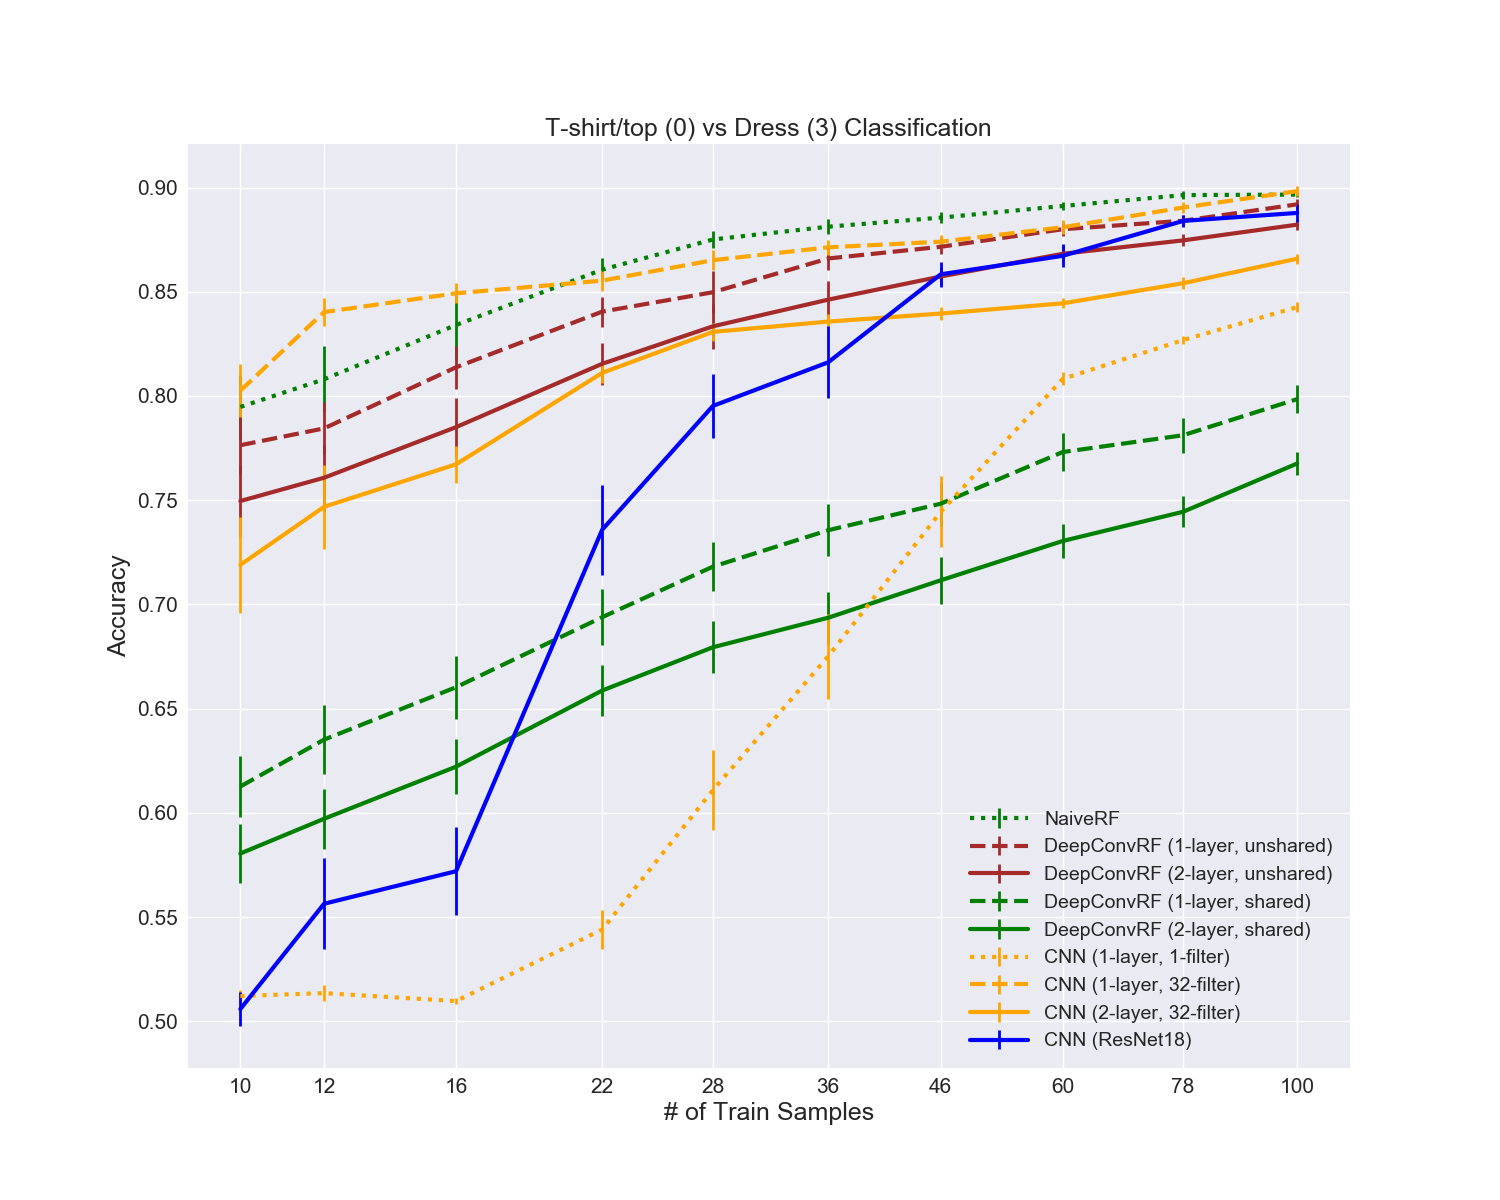 T-shirt/top (0) vs Dress (3) Classification
Accuracy
0.90
0.85
0.80
0.75
0.70
0.65
0.60
0.55
0.50
NaiveRF
DeepConvRF (1-layer, unshared)
DeepConvRF (2-layer, unshared)
DeepConvRF (1-layer, shared)
DeepConvRF (2-layer, shared)
CNN (1-layer, 1-filter)
CNN (1-layer, 32-filter)
CNN (2-layer, 32-filter)
CNN (ResNet18)
10 12 16 22 28 36 46 60 78 100
# of Train Samples